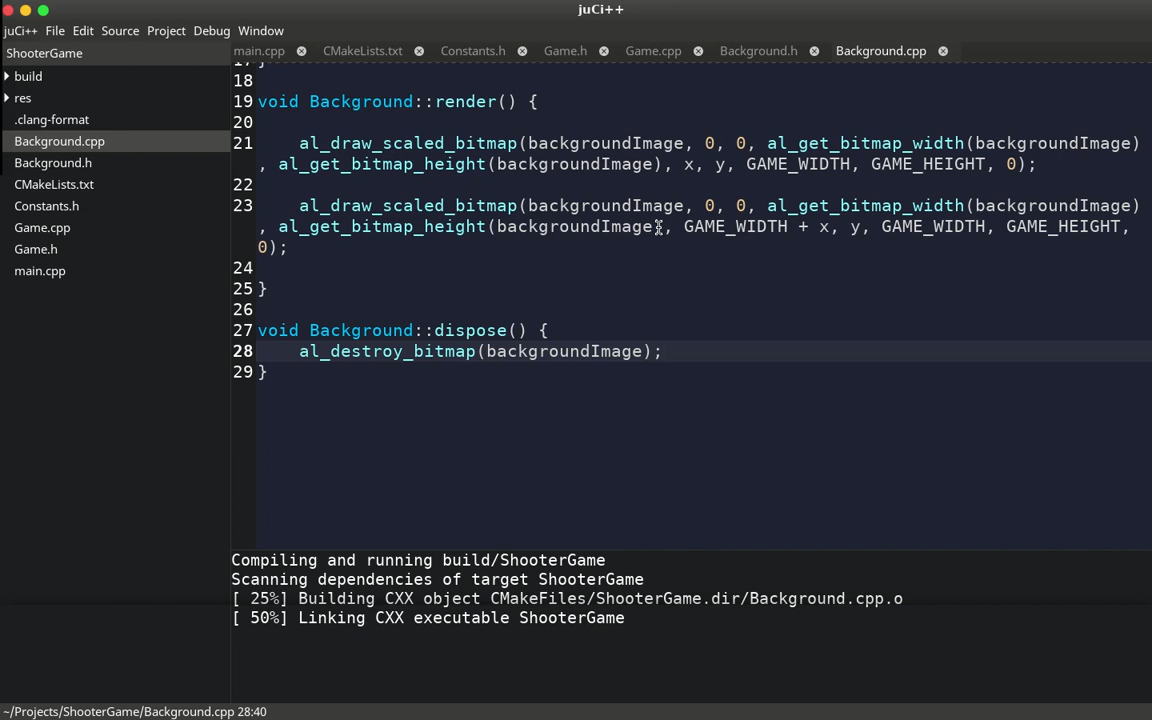 juCi++
juCi++ File Edit Source Project Debug Window
ShooterGame
main.cpp CMakeLists.txt Constants.h Game.h Game.cpp Background.h Background.cpp
build
res
.clang-format
Background.cpp
Background.h
CMakeLists.txt
Constants.h
Game.cpp
Game.h
main.cpp
18
19 void Background::render() {
20
21 al_draw_scaled_bitmap(backgroundImage, 0, 0, al_get_bitmap_width(backgroundImage)
, al_get_bitmap_height(backgroundImage), x, y, GAME_WIDTH, GAME_HEIGHT, 0);
22
23 al_draw_scaled_bitmap(backgroundImage, 0, 0, al_get_bitmap_width(backgroundImage)
, al_get_bitmap_height(backgroundImage), GAME_WIDTH + x, y, GAME_WIDTH, GAME_HEIGHT,
0);
24
25 }
26
27 void Background::dispose() {
28 al_destroy_bitmap(backgroundImage);
29 }
Compiling and running build/ShooterGame
Scanning dependencies of target ShooterGame
[ 25%] Building CXX object CMakeFiles/ShooterGame.dir/Background.cpp.o
[ 50%] Linking CXX executable ShooterGame
~/Projects/ShooterGame/Background.cpp 28:40